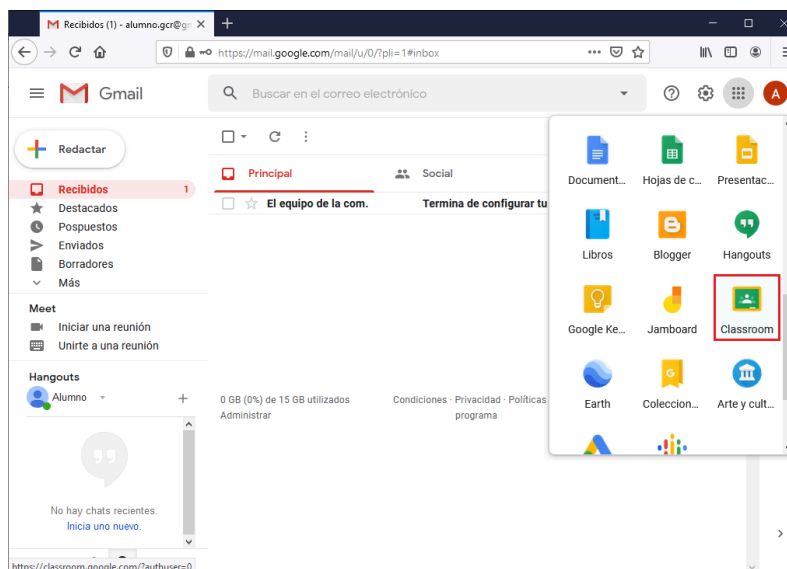 Recibidos (1) - alumno.gcr@gm
https://mail.google.com/mail/u/0/?pli=1#inbox
Gmail
Buscar en el correo electrónico
A
Redactar
Recibidos 1
Destacados
Pospuestos
Enviados
Borradores
Más
Meet
Iniciar una reunión
Unirte a una reunión
Hangouts
Alumno
No hay chats recientes.
Inicia uno nuevo.
https://classroom.google.com/?authuser=0
Principal
Social
El equipo de la com. Termina de configurar tu
0 GB (0%) de 15 GB utilizados
Administrar
Condiciones · Privacidad · Políticas
programa
Document... Hojas de c... Presentac...
Libros Blogger Hangouts
Google Ke... Jamboard Classroom
Earth Coleccion... Arte y cult...